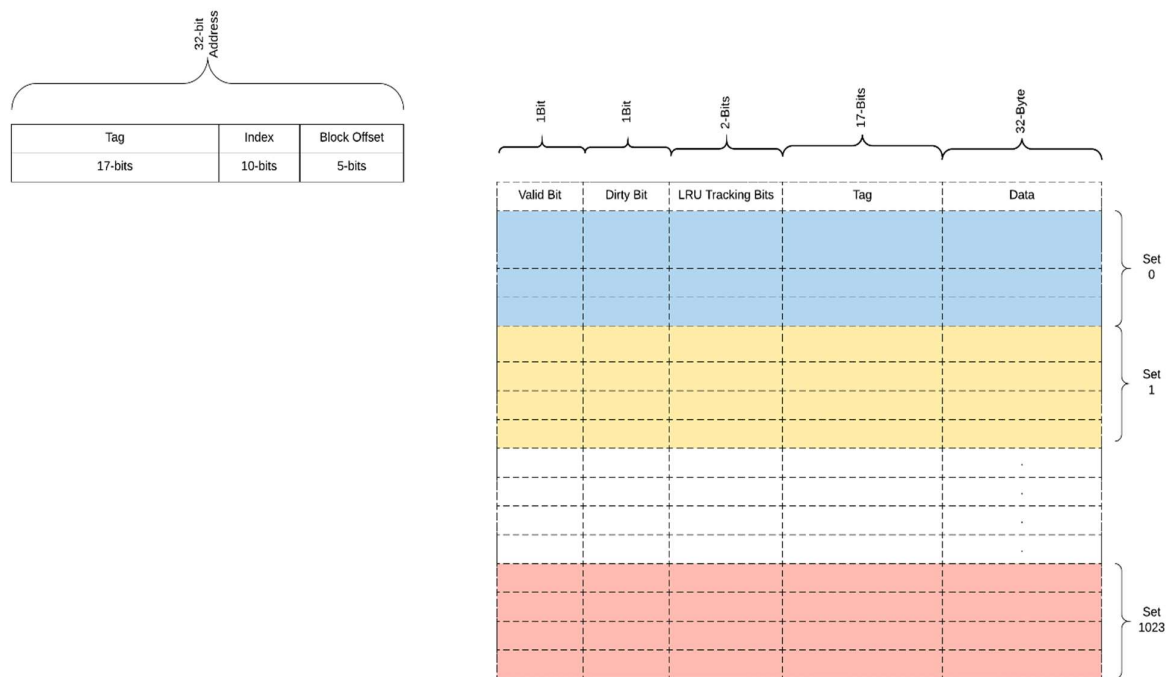 32-bit
Address
Tag Index Block Offset
17-bits 10-bits 5-bits
1Bit 1Bit 2-Bits 17-Bits 32-Byte
Valid Bit Dirty Bit LRU Tracking Bits Tag Data
Set
0
Set
1
.
.
.
.
Set
1023